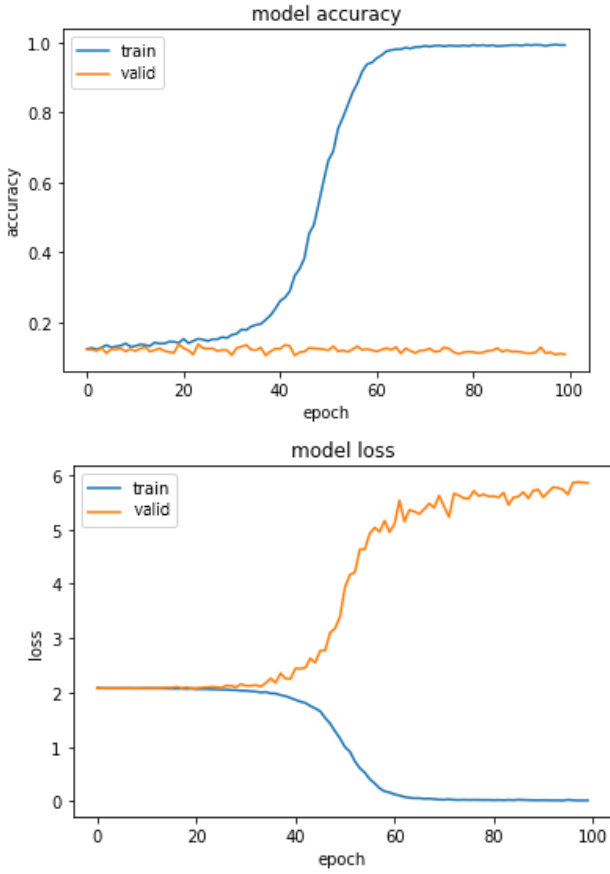 model accuracy
train
valid
1.0
0.8
0.6
0.4
0.2
accuracy
0 20 40 60 80 100
epoch
model loss
train
valid
6
5
4
3
2
1
0
loss
0 20 40 60 80 100
epoch